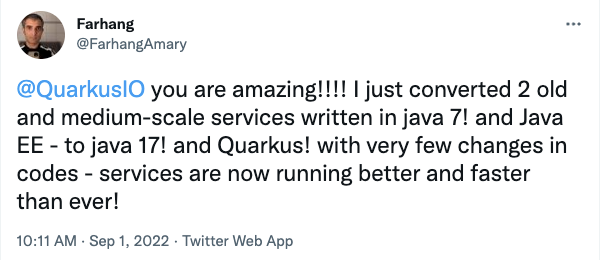 Farhang
@FarhangAmary
@QuarkusIO you are amazing!!!! I just converted 2 old
and medium-scale services written in java 7! and Java
EE - to java 17! and Quarkus! with very few changes in
codes - services are now running better and faster
than ever!
10:11 AM · Sep 1, 2022 · Twitter Web App